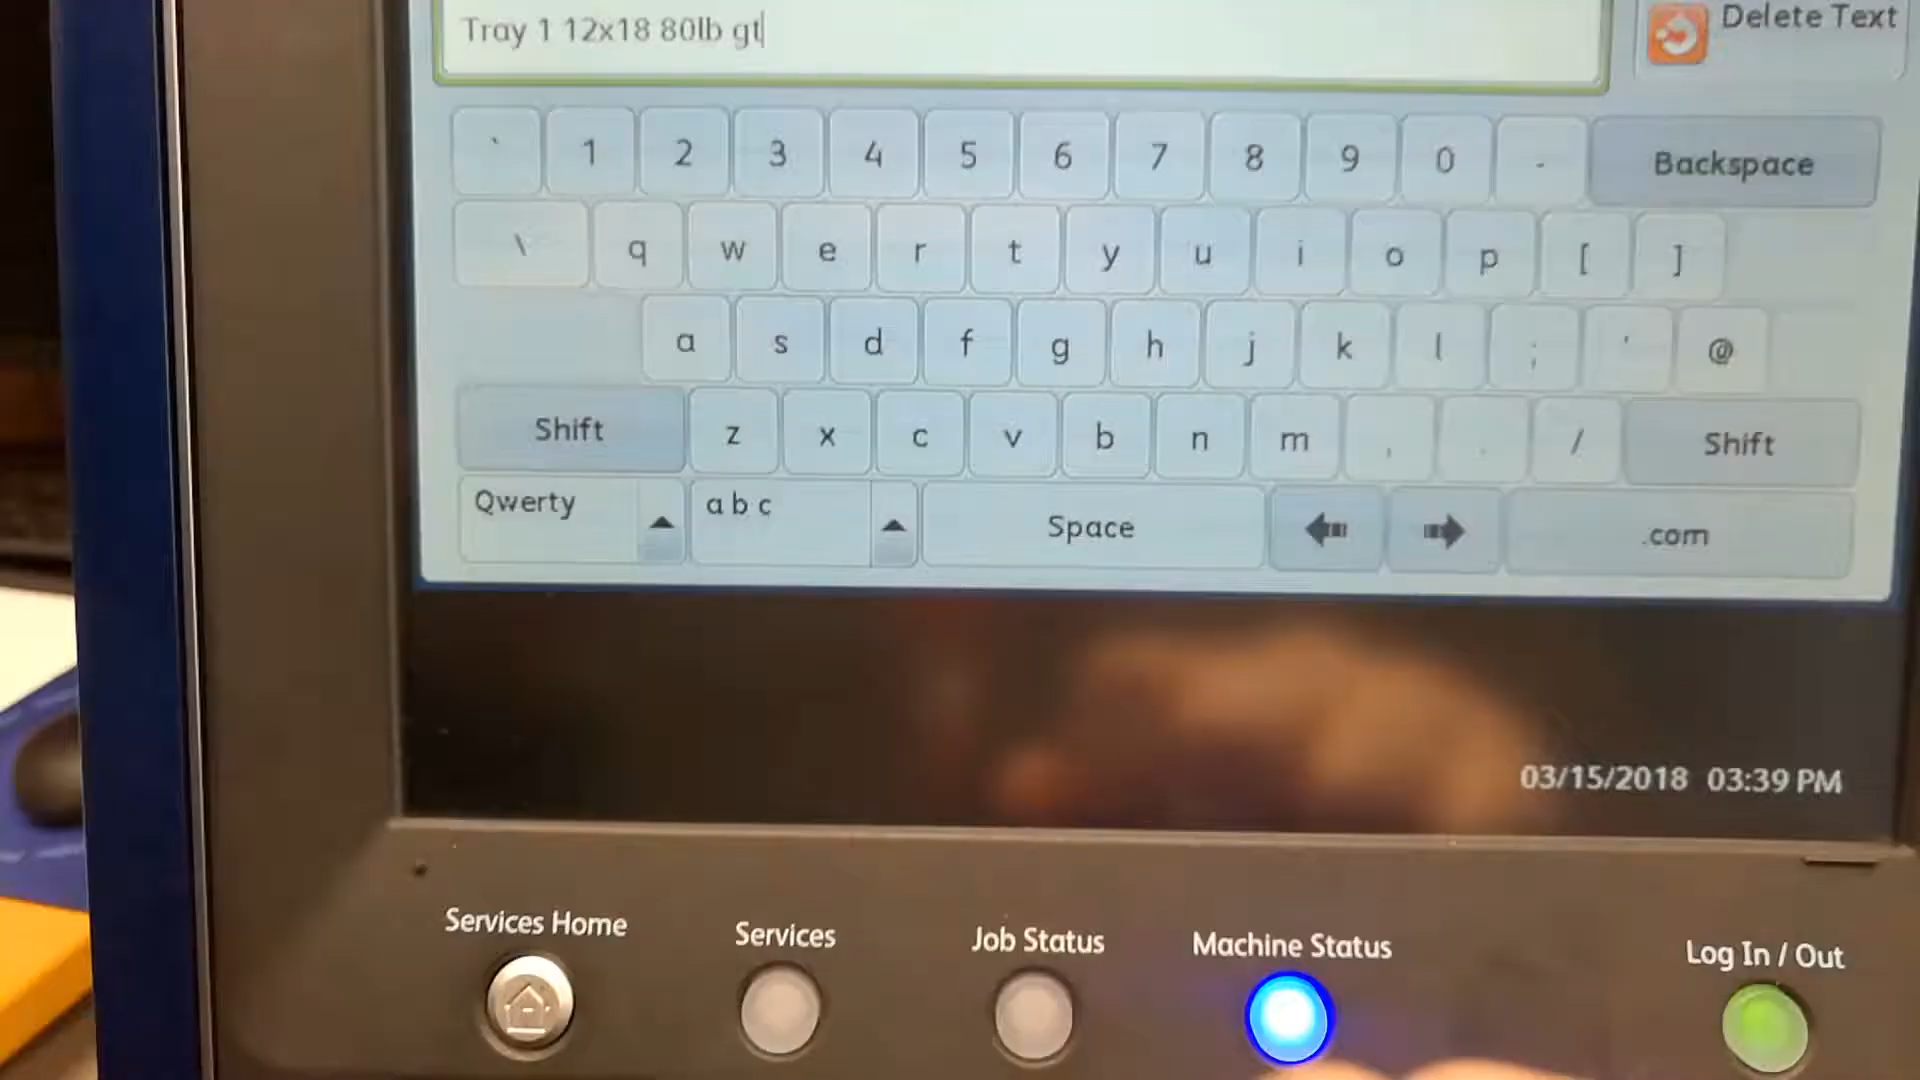 Tray 1 12x18 80lb gt
Delete Text
` 1 2 3 4 5 6 7 8 9 0 - Backspace
\ q w e r t y u i o p [ ]
a s d f g h j k l ; ' @
Shift z x c v b n m , . / Shift
Qwerty a b c Space .com
03/15/2018 03:39 PM
Services Home Services Job Status Machine Status Log In / Out